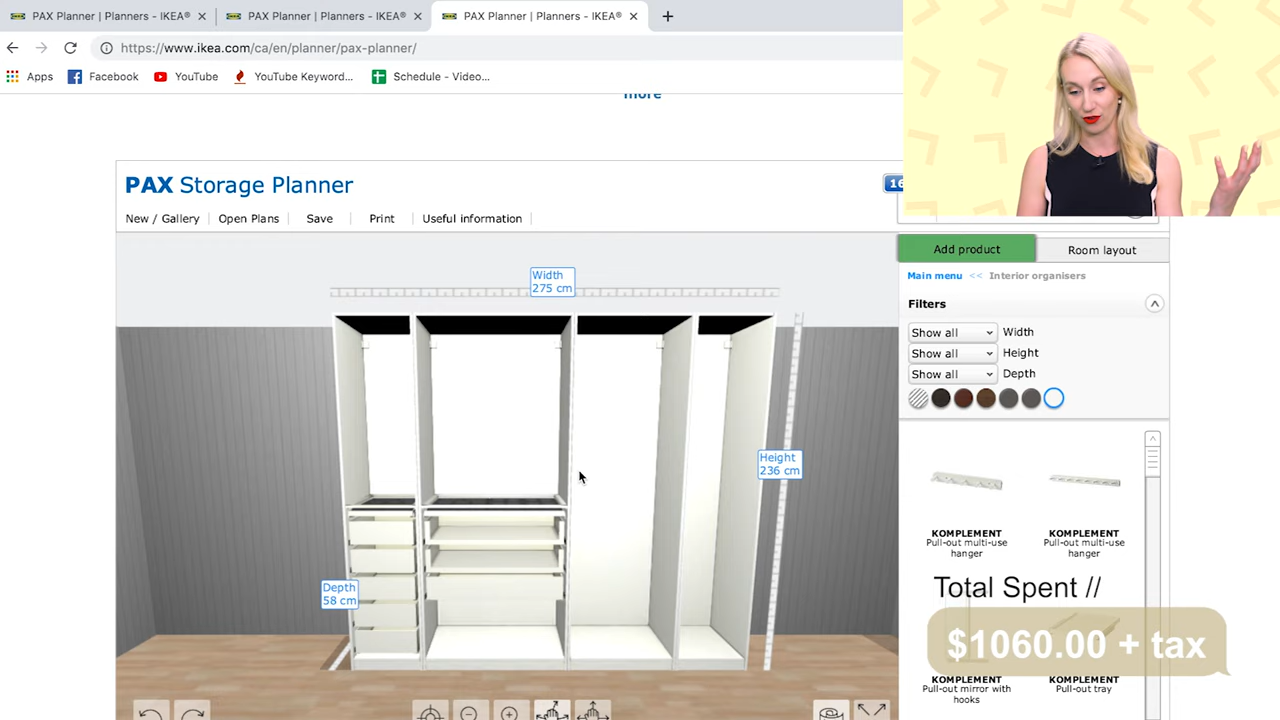 PAX Planner | Planners - IKEA®
PAX Planner | Planners - IKEA®
PAX Planner | Planners - IKEA®
https://www.ikea.com/ca/en/planner/pax-planner/
Apps
Facebook
YouTube
YouTube Keyword...
Schedule - Video...
more
PAX Storage Planner
New / Gallery
Open Plans
Save
Print
Useful information
Add product
Room layout
Main menu << Interior organisers
Filters
Show all Width
Show all Height
Show all Depth
Width
275 cm
Height
236 cm
Depth
58 cm
KOMPLEMENT
Pull-out multi-use
hanger
KOMPLEMENT
Pull-out multi-use
hanger
Total Spent //
$1060.00 + tax
KOMPLEMENT
Pull-out mirror with
hooks
KOMPLEMENT
Pull-out tray